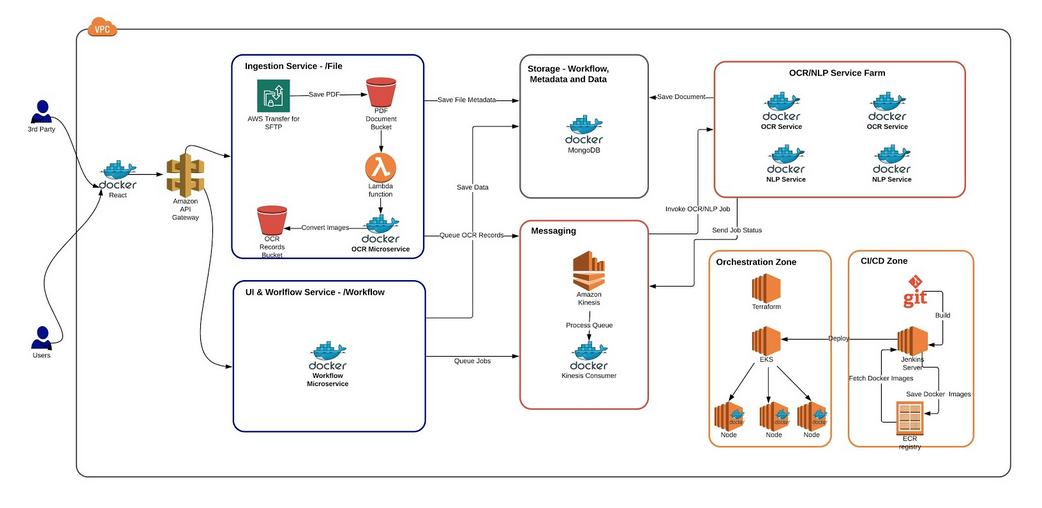 VPC
3rd Party
Users
docker
React
Amazon
API
Gateway
Ingestion Service - /File
AWS Transfer for
SFTP
Save PDF
PDF
Document
Bucket
Lambda
function
docker
OCR Microservice
Convert Images
OCR
Records
Bucket
UI & Worlflow Service - /Workflow
docker
Workflow
Microservice
Save File Metadata
Save Data
Queue OCR Records
Queue Jobs
Storage - Workflow,
Metadata and Data
docker
MongoDB
Messaging
Amazon
Kinesis
Process Queue
docker
Kinesis Consumer
Save Document
Invoke OCR/NLP Job
Send Job Status
OCR/NLP Service Farm
docker
OCR Service
docker
OCR Service
docker
NLP Service
docker
NLP Service
Orchestration Zone
Terraform
EKS
docker
Node
docker
Node
docker
Node
Deploy
CI/CD Zone
git
Build
Jenkins
Server
Fetch Docker Images
Save Docker Images
ECR
registry